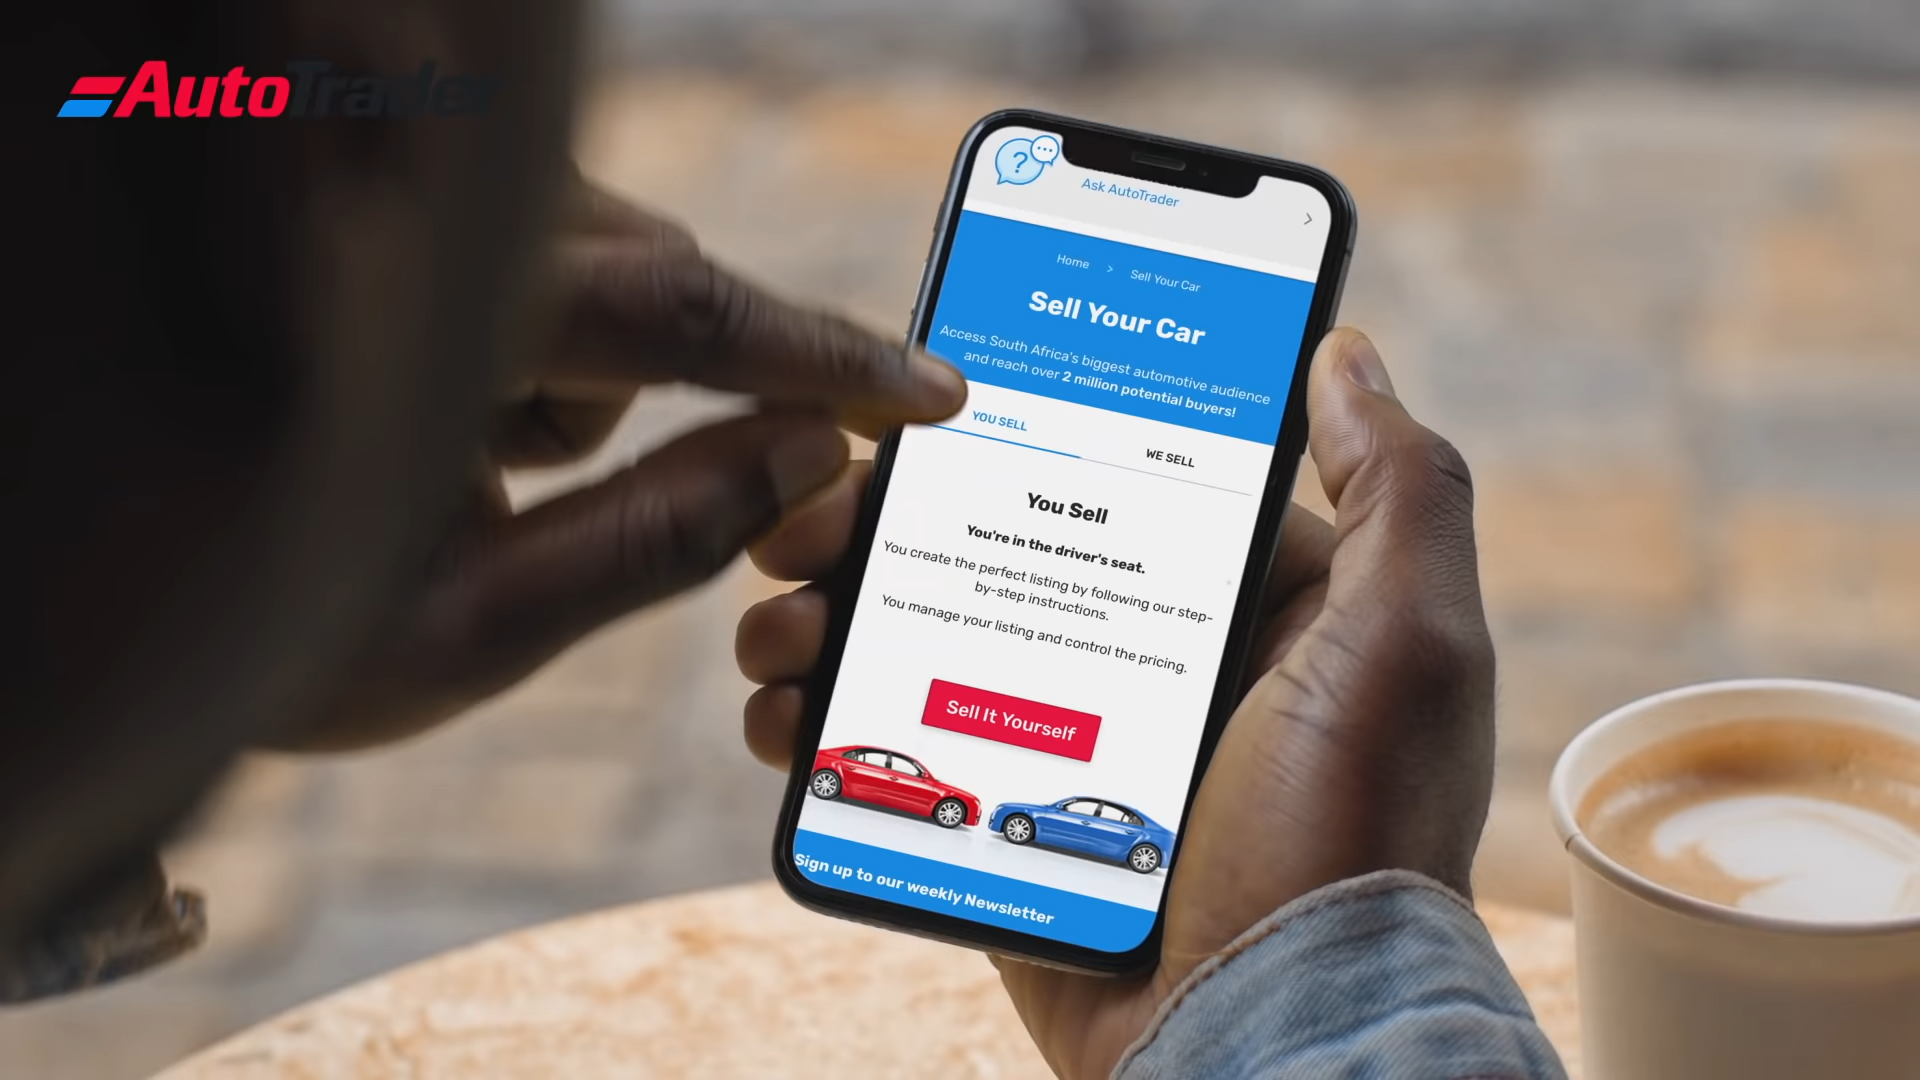 AutoTrader
?
Ask AutoTrader
>
Home > Sell Your Car
Sell Your Car
Access South Africa's biggest automotive audience
and reach over 2 million potential buyers!
YOU SELL
WE SELL
You Sell
You're in the driver's seat.
You create the perfect listing by following our step-
by-step instructions.
You manage your listing and control the pricing.
Sell It Yourself
Sign up to our weekly Newsletter